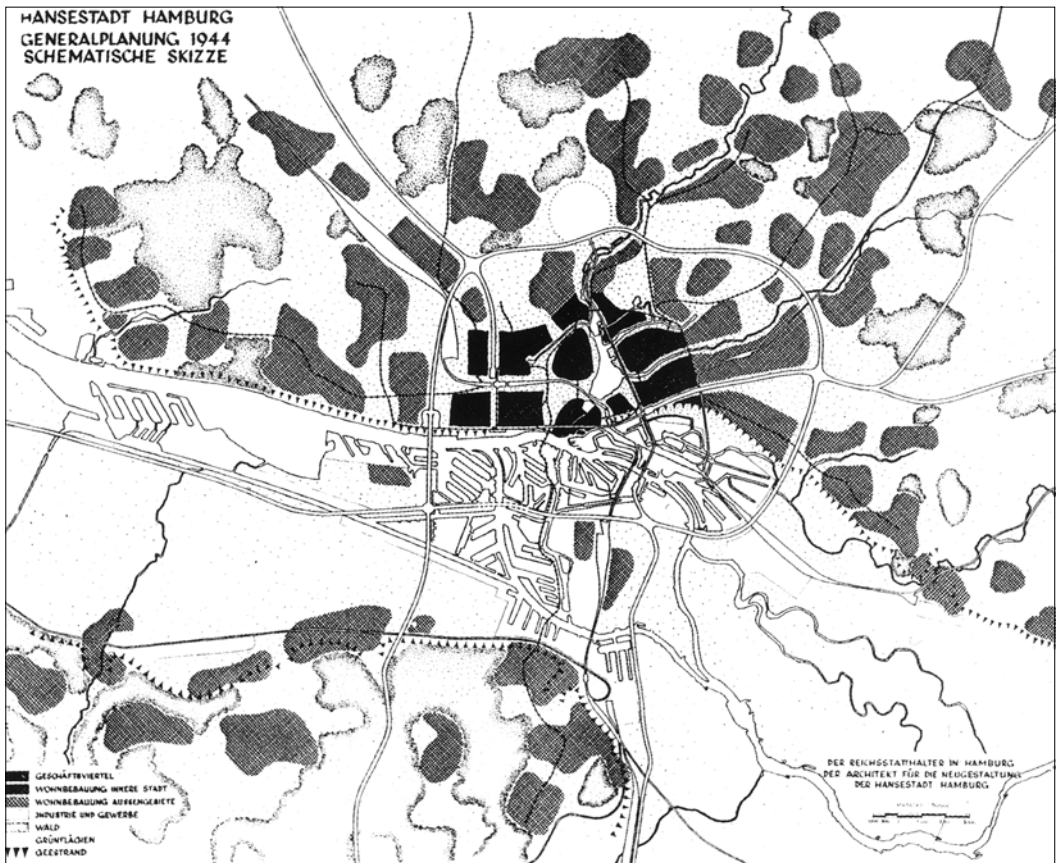 HANSESTADT HAMBURG
GENERALPLANUNG 1944
SCHEMATISCHE SKIZZE
GESCHÄFTSVIERTEL
WOHNBEBAUUNG INNERE STADT
WOHNBEBAUUNG AUSSENGEBIETE
INDUSTRIE UND GEWERBE
WALD
GRÜNFLÄCHEN
GEESTRAND
DER REICHSSTATTHALTER IN HAMBURG
DER ARCHITEKT FÜR DIE NEUGESTALTUNG
DER HANSESTADT HAMBURG